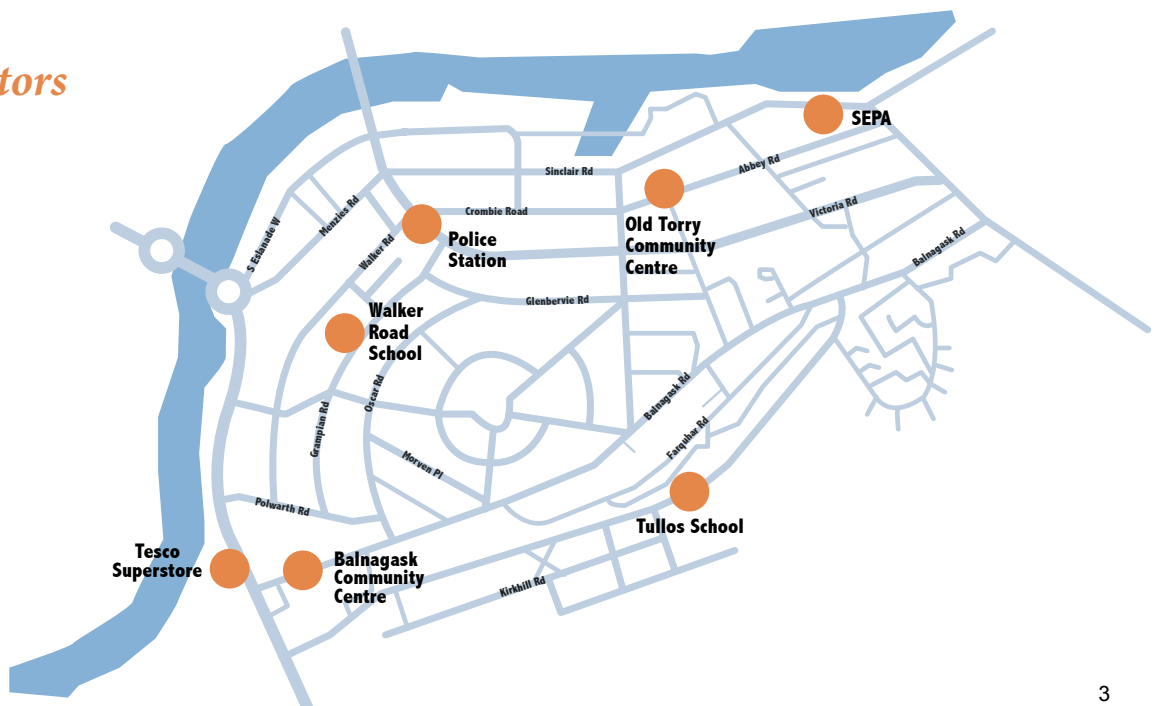 tors
SEPA
Abbey Rd
Sinclair Rd
Victoria Rd
Crombie Road
Menzies Rd
S Eslanade W
Walker Rd
Police
Station
Old Torry
Community
Centre
Balnagask Rd
Glenbervie Rd
Walker
Road
School
Oscar Rd
Grampian Rd
Balnagask Rd
Farquhar Rd
Morven Pl
Polwarth Rd
Tullos School
Tesco
Superstore
Balnagask
Community
Centre
Kirkhill Rd
3